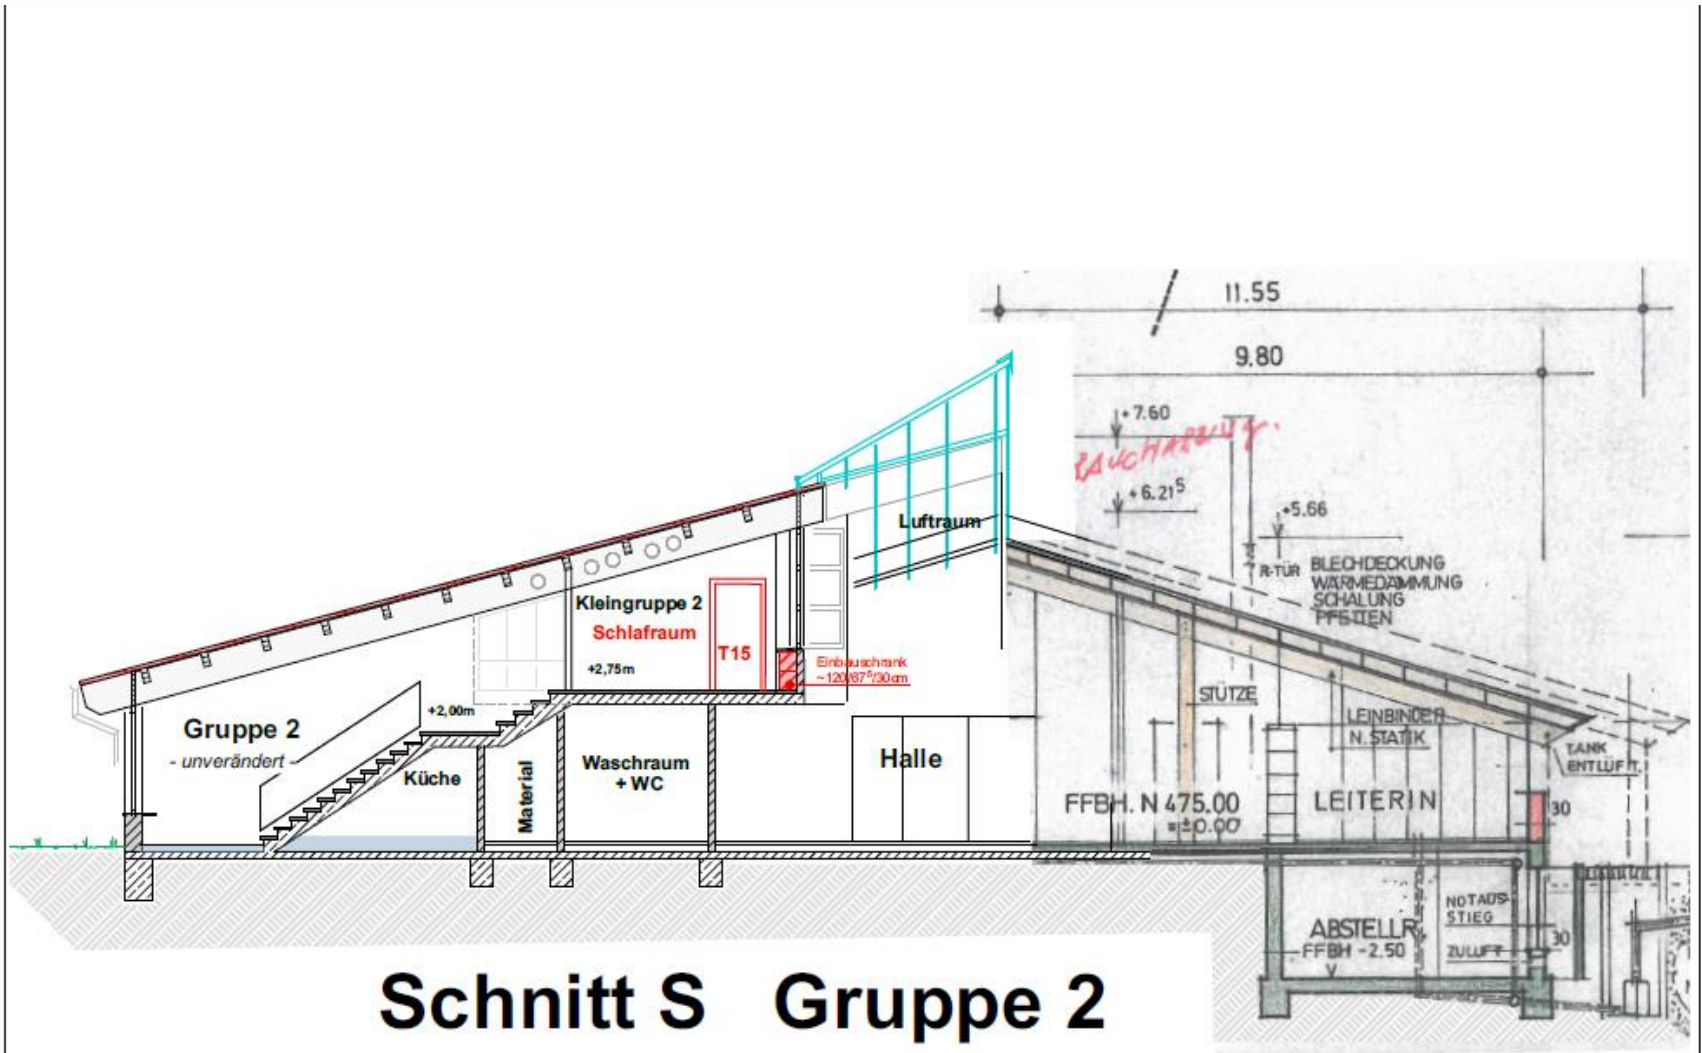 11.55
9.80
+7.60
RAUCHABZUG.
+6.21⁵
+5.66
R-TÜR
BLECHDECKUNG
WÄRMEDÄMMUNG
SCHALUNG
PFETTEN
Luftraum
Kleingruppe 2
Schlafraum
T15
+2,75m
Einbauschrank
~120/67⁵/30cm
+2,00m
Gruppe 2
- unverändert -
Küche
Material
Waschraum
+ WC
Halle
STÜTZE
LEINBINDER
N. STATIK
TANK
ENTLÜFT.
FFBH. N 475.00
=±0.00
LEITERIN
30
NOTAUS-
STIEG
ABSTELLR.
FFBH -2.50
ZULUFT
30
Schnitt S Gruppe 2